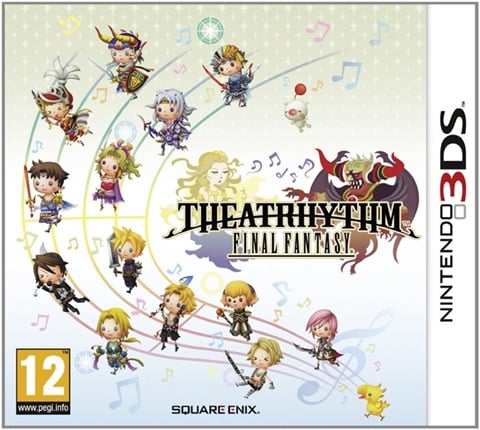 THEATRHYTHM
FINAL FANTASY
NINTENDO 3DS
12
www.pegi.info
SQUARE ENIX